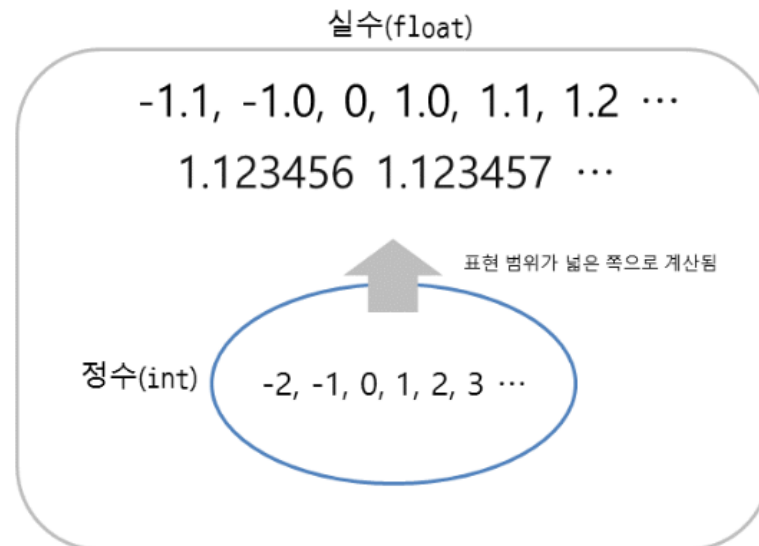 실수(float)
-1.1, -1.0, 0, 1.0, 1.1, 1.2 ⋯
1.123456 1.123457 ⋯
표현 범위가 넓은 쪽으로 계산됨
정수(int)
-2, -1, 0, 1, 2, 3 ⋯